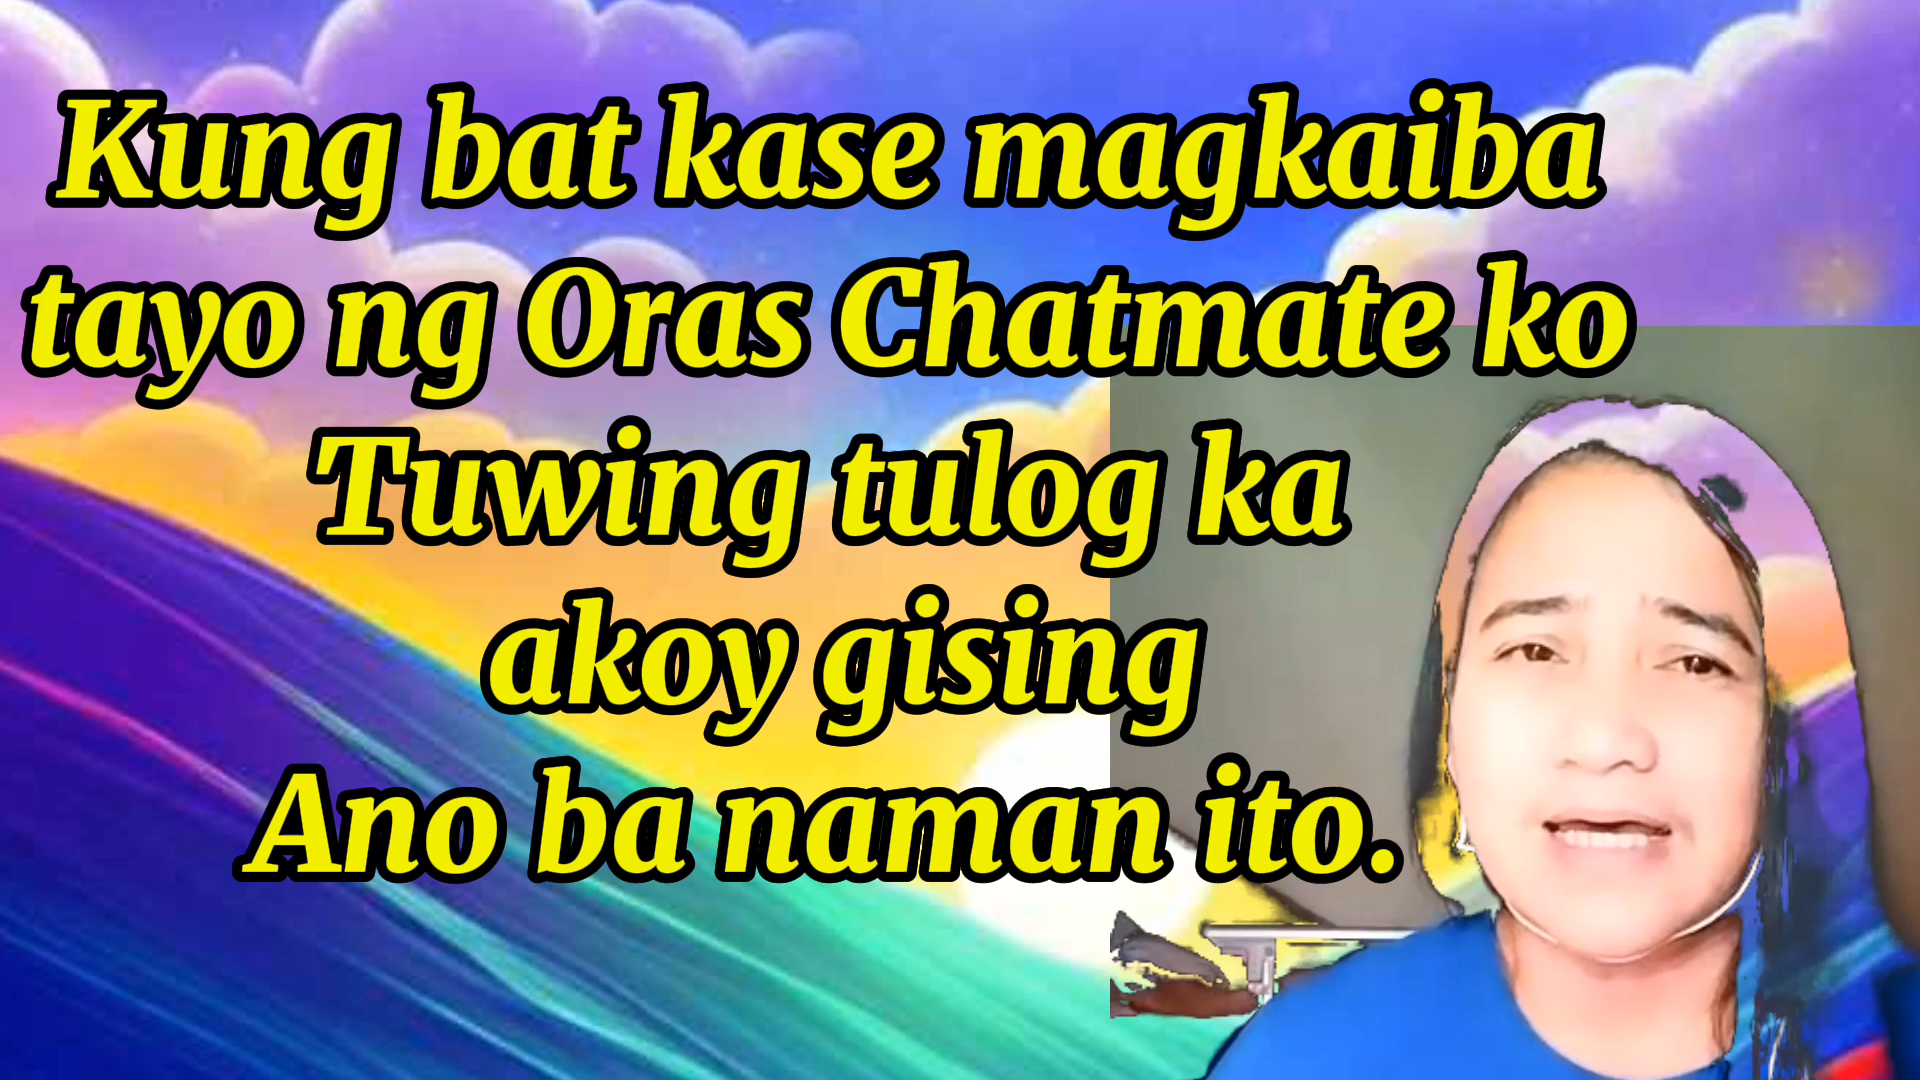 Kung bat kase magkaiba
tayo ng Oras Chatmate ko
Tuwing tulog ka
akoy gising
Ano ba naman ito.